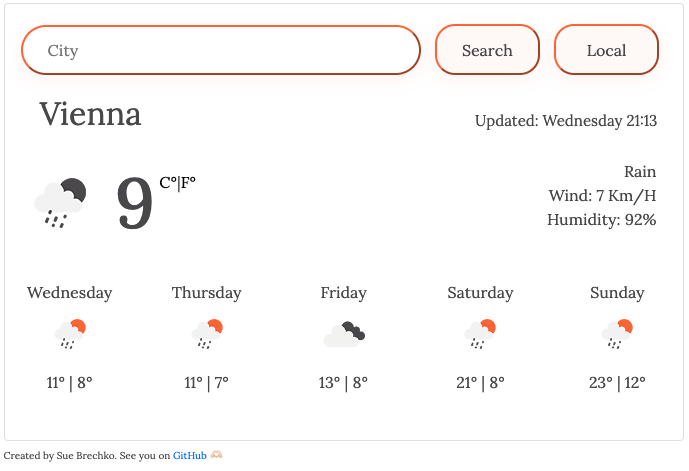 City Search Local
Vienna
Updated: Wednesday 21:13
9 C°|F°
Rain
Wind: 7 Km/H
Humidity: 92%
Wednesday Thursday Friday Saturday Sunday
11° | 8° 11° | 7° 13° | 8° 21° | 8° 23° | 12°
Created by Sue Brechko. See you on GitHub 🫶🏻